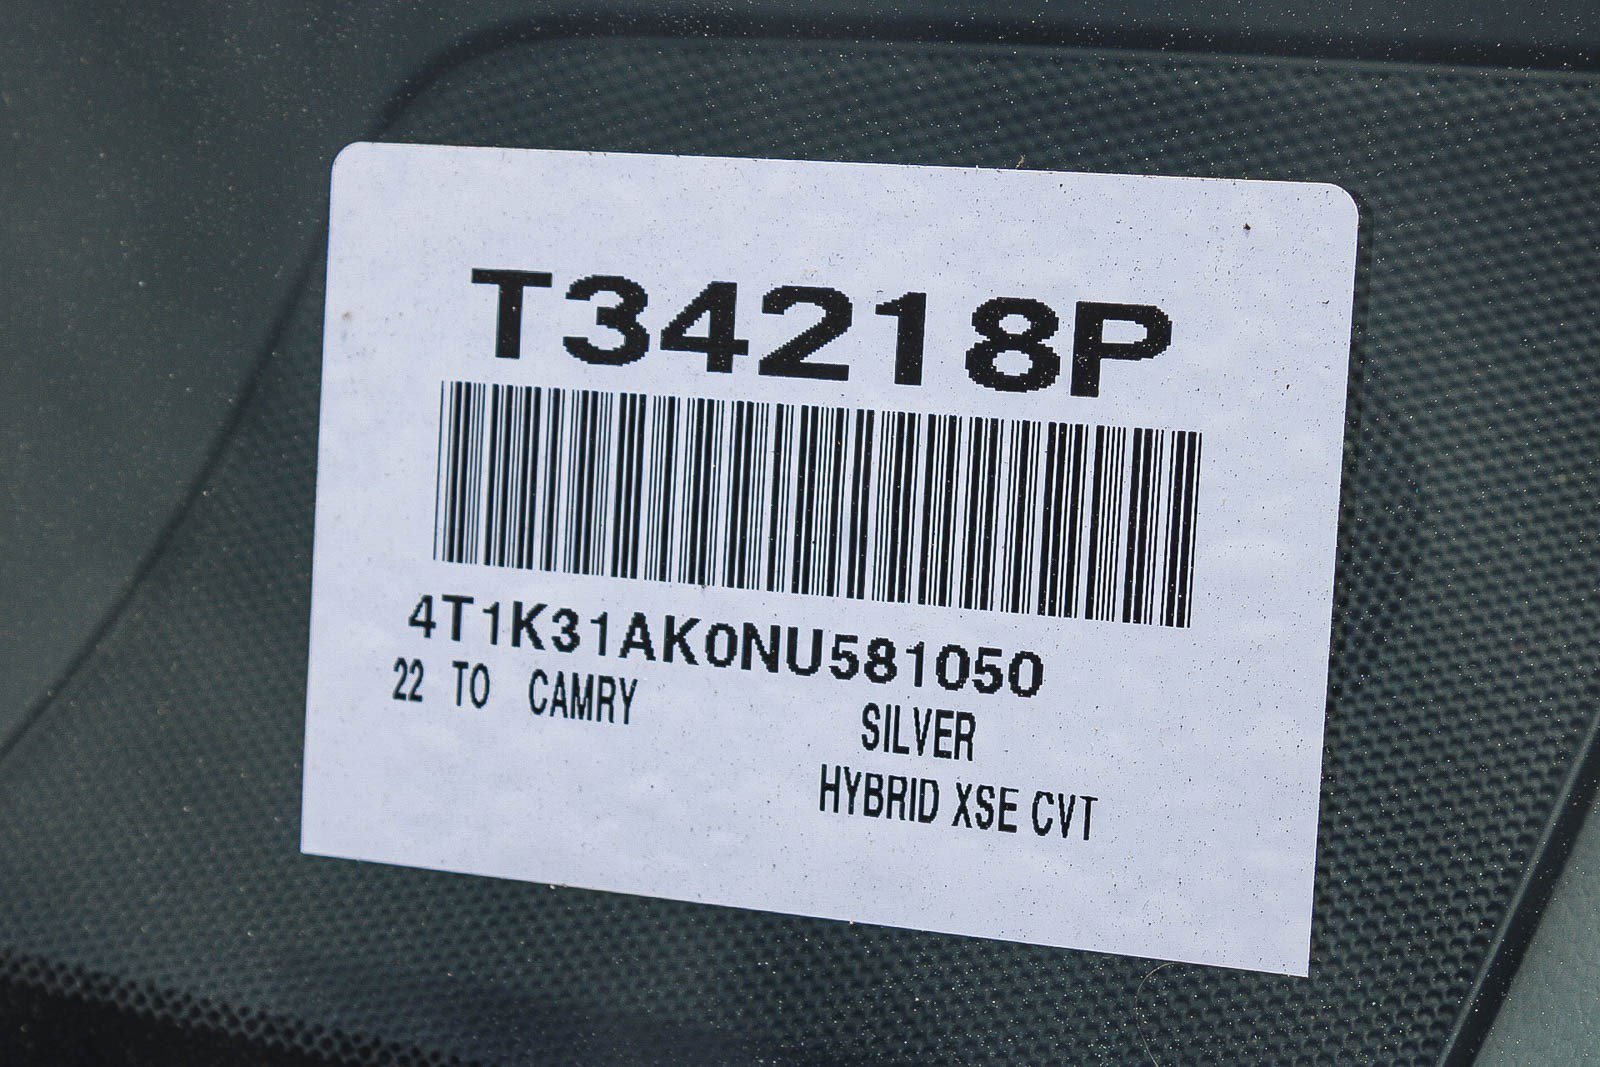 T34218P
4T1K31AK0NU581050
22 TO CAMRY
SILVER
HYBRID XSE CVT